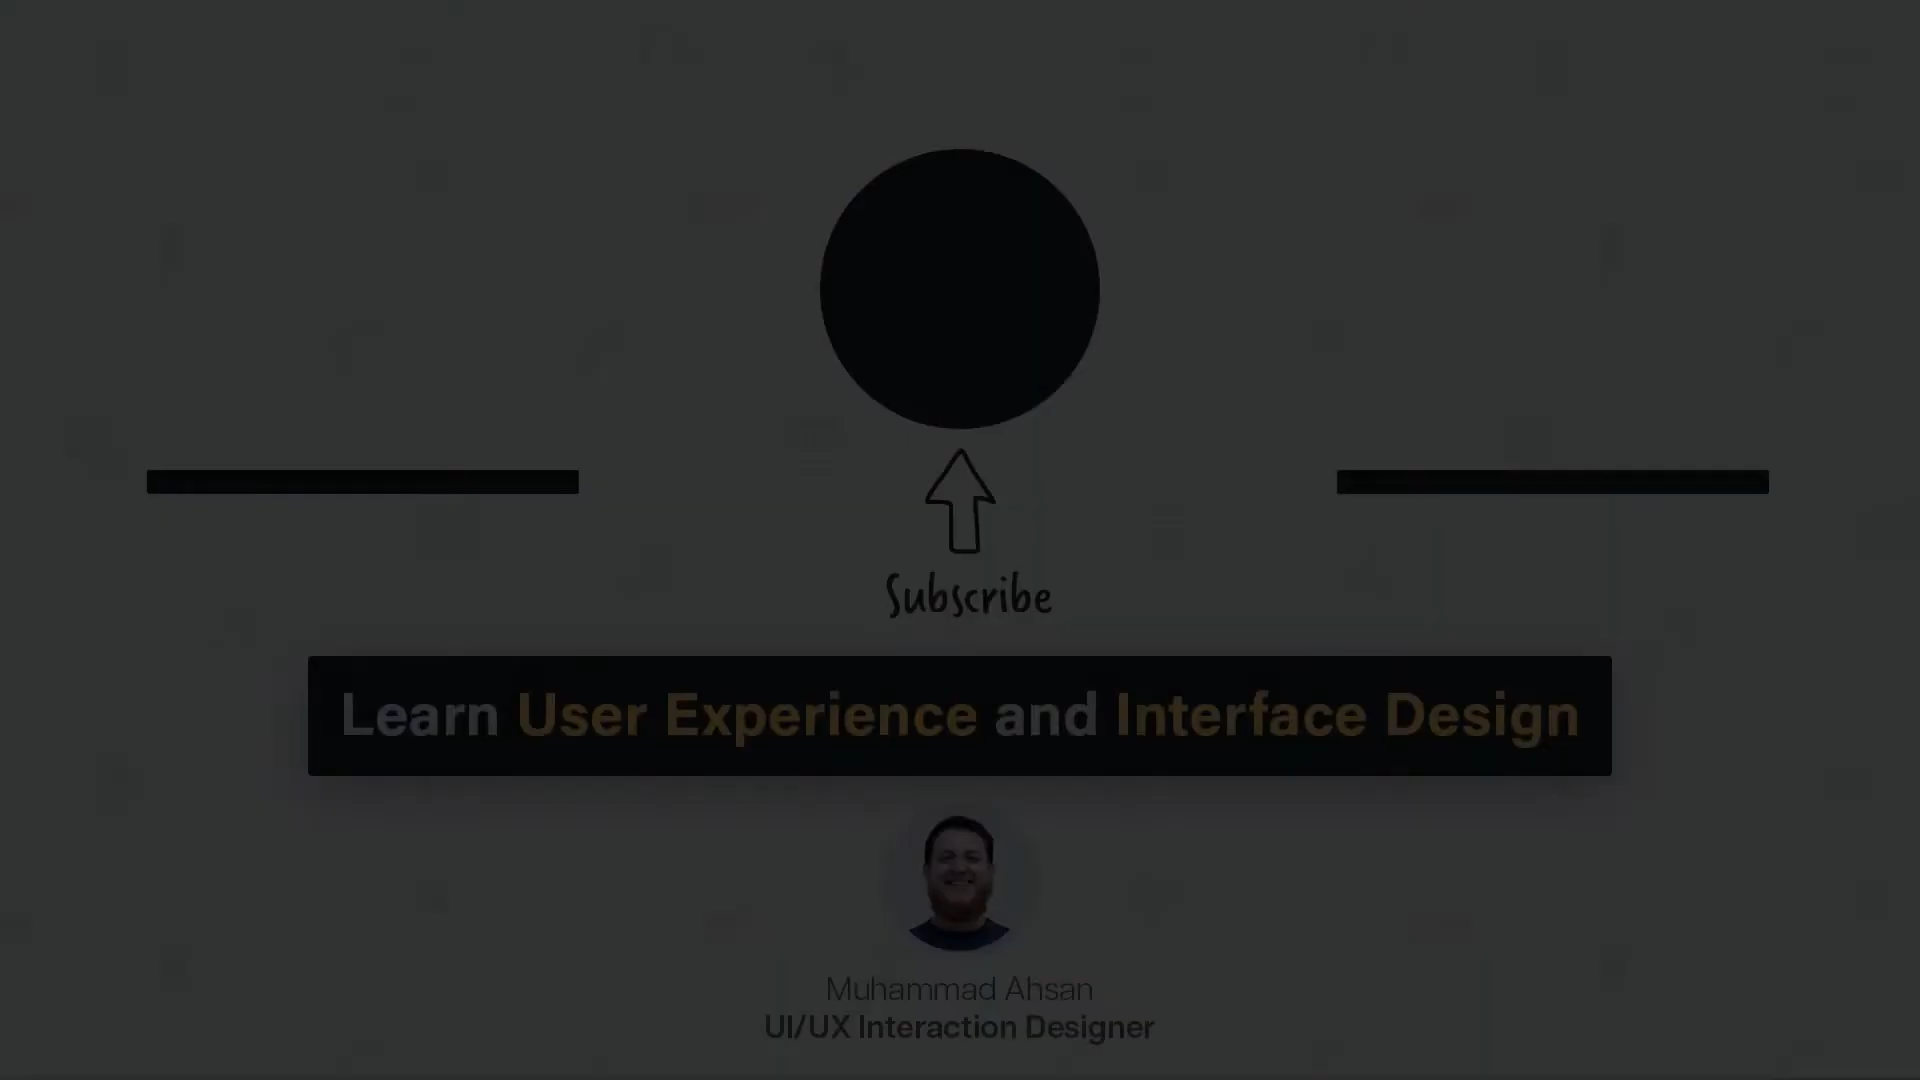 Subscribe
Learn User Experience and Interface Design
Muhammad Ahsan
UI/UX Interaction Designer